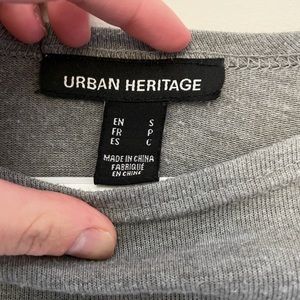 URBAN HERITAGE
EN S
FR P
ES C
MADE IN CHINA
FABRIQUÉ
EN CHINE